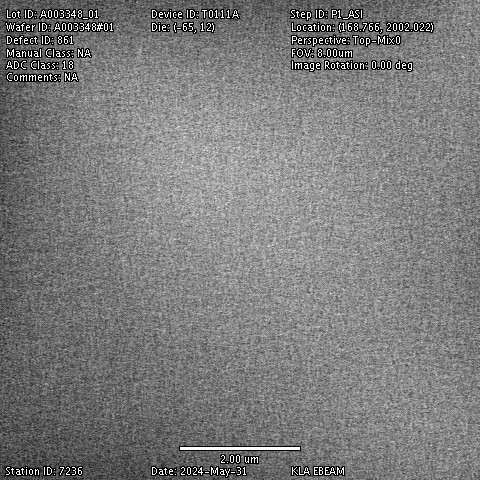 Lot ID: A003348_01
Wafer ID: A003348#01
Defect ID: 861
Manual Class: NA
ADC Class: 18
Comments: NA
Device ID: T0111A
Die: (-65, 12)
Step ID: P1_ASI
Location: (168.766, 2002.022)
Perspective: Top-Mix0
FOV: 8.00um
Image Rotation: 0.00 deg
2.00 um
Station ID: 7236
Date: 2024-May-31
KLA EBEAM